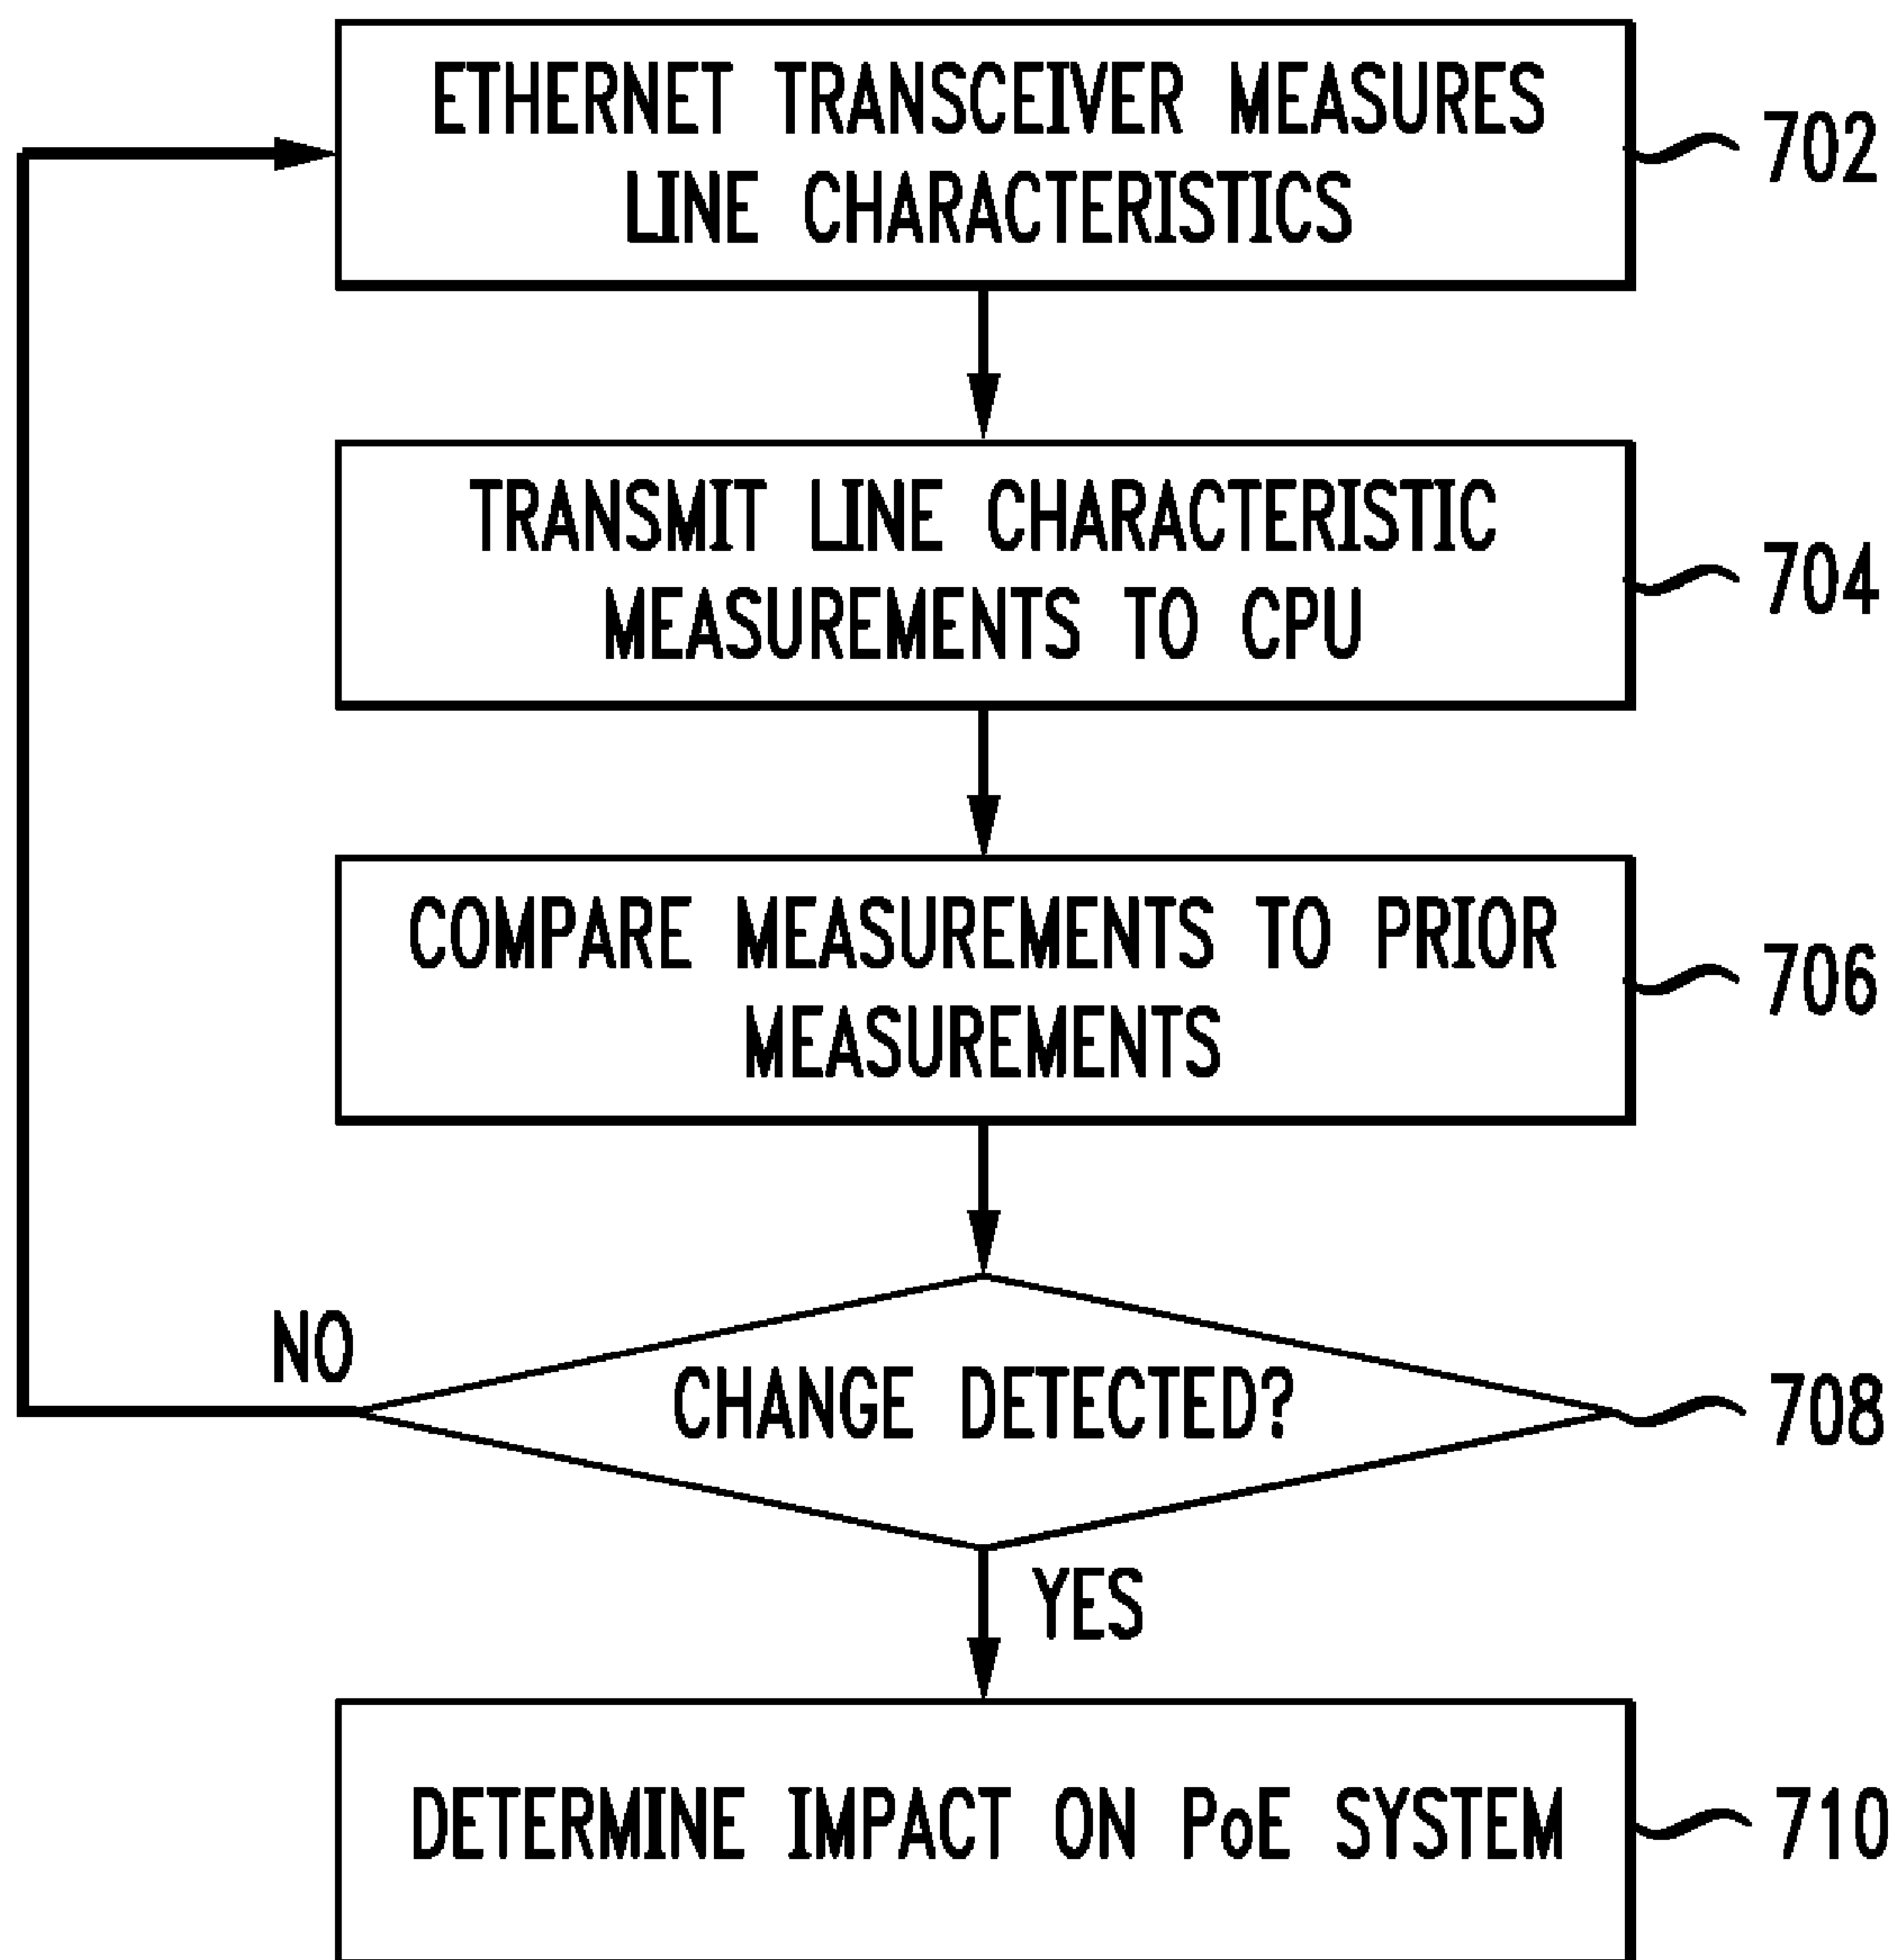 ETHERNET TRANSCEIVER MEASURES
LINE CHARACTERISTICS
702
TRANSMIT LINE CHARACTERISTIC
MEASUREMENTS TO CPU
704
COMPARE MEASUREMENTS TO PRIOR
MEASUREMENTS
706
NO
CHANGE DETECTED?
708
YES
DETERMINE IMPACT ON PoE SYSTEM
710